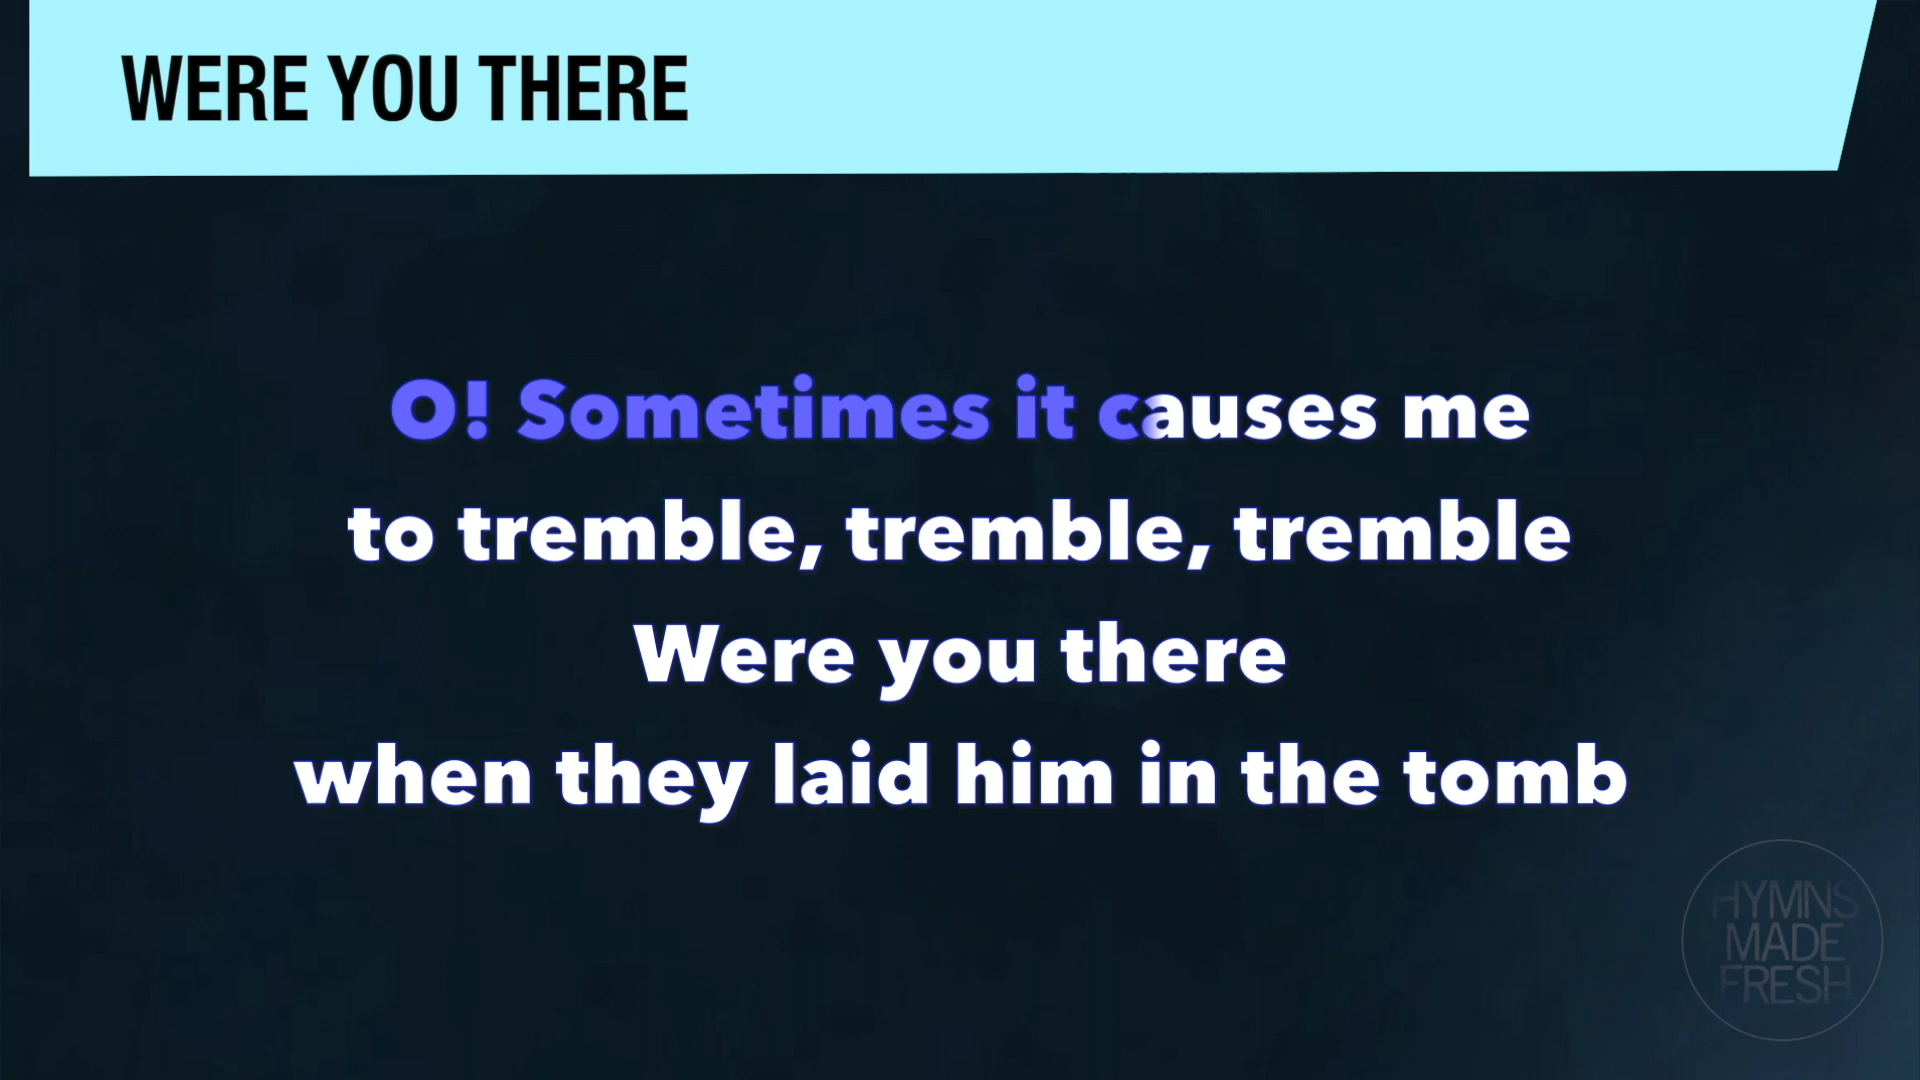 WERE YOU THERE
O! Sometimes it causes me
to tremble, tremble, tremble
Were you there
when they laid him in the tomb
HYMNS
MADE
FRESH